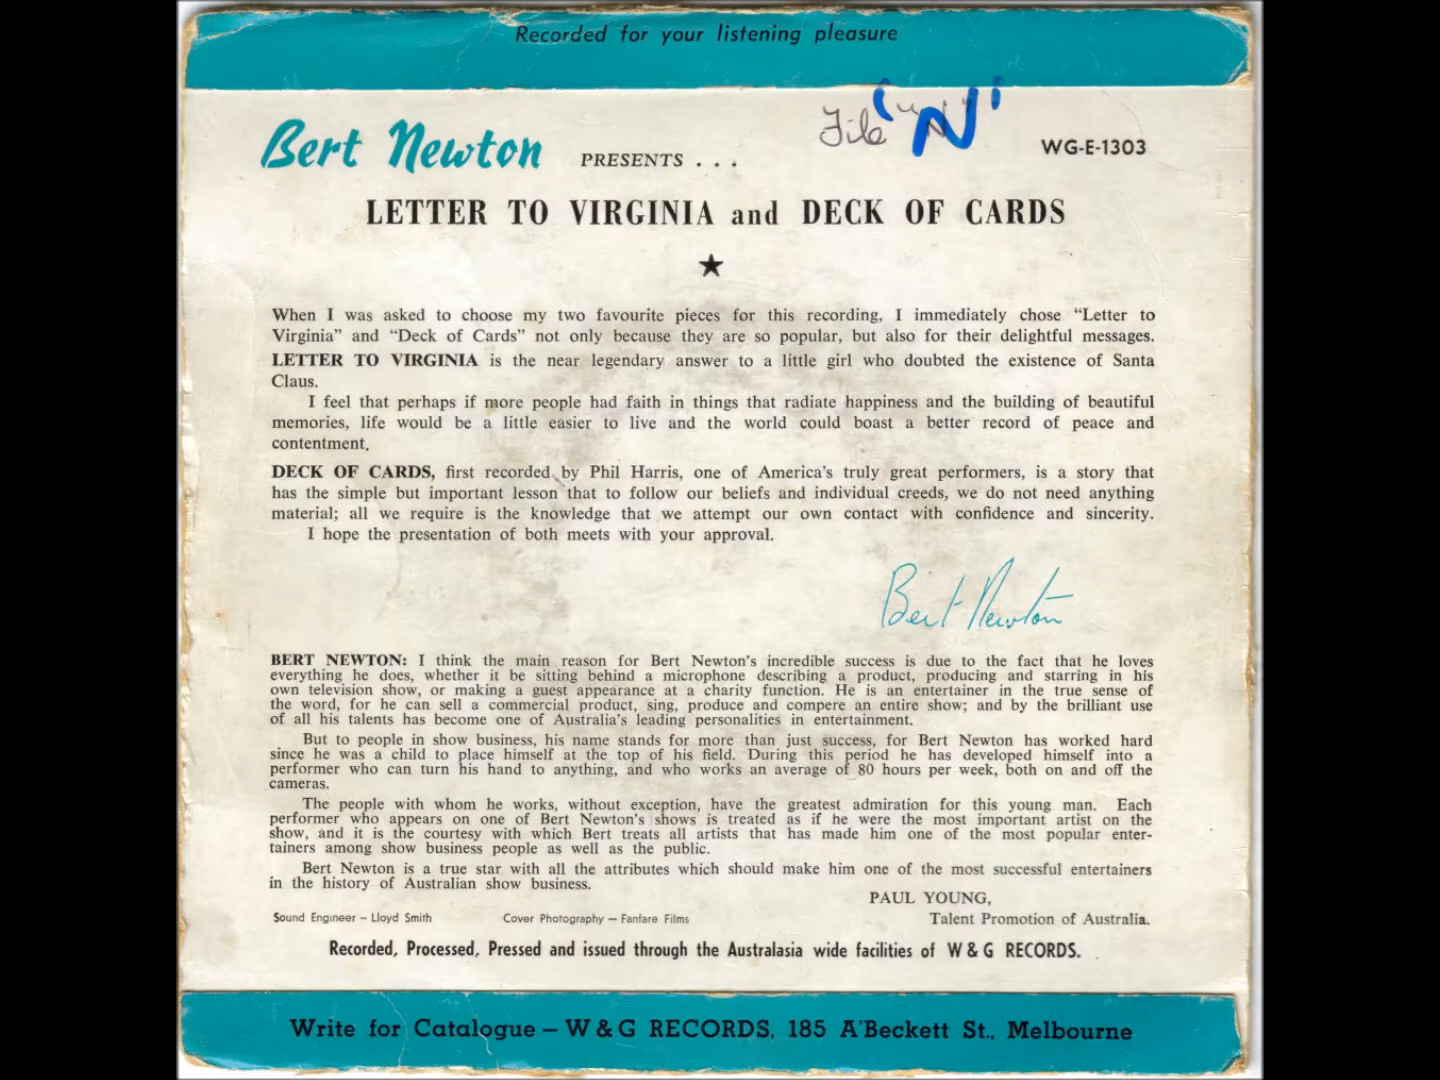 Recorded for your listening pleasure
File "N"
Bert Newton PRESENTS . . .
WG-E-1303
LETTER TO VIRGINIA and DECK OF CARDS
★
When I was asked to choose my two favourite pieces for this recording, I immediately chose “Letter to
Virginia” and “Deck of Cards” not only because they are so popular, but also for their delightful messages.
LETTER TO VIRGINIA is the near legendary answer to a little girl who doubted the existence of Santa
Claus.
I feel that perhaps if more people had faith in things that radiate happiness and the building of beautiful
memories, life would be a little easier to live and the world could boast a better record of peace and
contentment.
DECK OF CARDS, first recorded by Phil Harris, one of America’s truly great performers, is a story that
has the simple but important lesson that to follow our beliefs and individual creeds, we do not need anything
material; all we require is the knowledge that we attempt our own contact with confidence and sincerity.
I hope the presentation of both meets with your approval.
Bert Newton
BERT NEWTON: I think the main reason for Bert Newton’s incredible success is due to the fact that he loves
everything he does, whether it be sitting behind a microphone describing a product, producing and starring in his
own television show, or making a guest appearance at a charity function. He is an entertainer in the true sense of
the word, for he can sell a commercial product, sing, produce and compere an entire show; and by the brilliant use
of all his talents has become one of Australia’s leading personalities in entertainment.
But to people in show business, his name stands for more than just success, for Bert Newton has worked hard
since he was a child to place himself at the top of his field. During this period he has developed himself into a
performer who can turn his hand to anything, and who works an average of 80 hours per week, both on and off the
cameras.
The people with whom he works, without exception, have the greatest admiration for this young man. Each
performer who appears on one of Bert Newton’s shows is treated as if he were the most important artist on the
show, and it is the courtesy with which Bert treats all artists that has made him one of the most popular enter-
tainers among show business people as well as the public.
Bert Newton is a true star with all the attributes which should make him one of the most successful entertainers
in the history of Australian show business.
PAUL YOUNG,
Talent Promotion of Australia.
Sound Engineer – Lloyd Smith
Cover Photography – Fanfare Films
Recorded, Processed, Pressed and issued through the Australasia wide facilities of W & G RECORDS.
Write for Catalogue – W & G RECORDS, 185 A'Beckett St., Melbourne